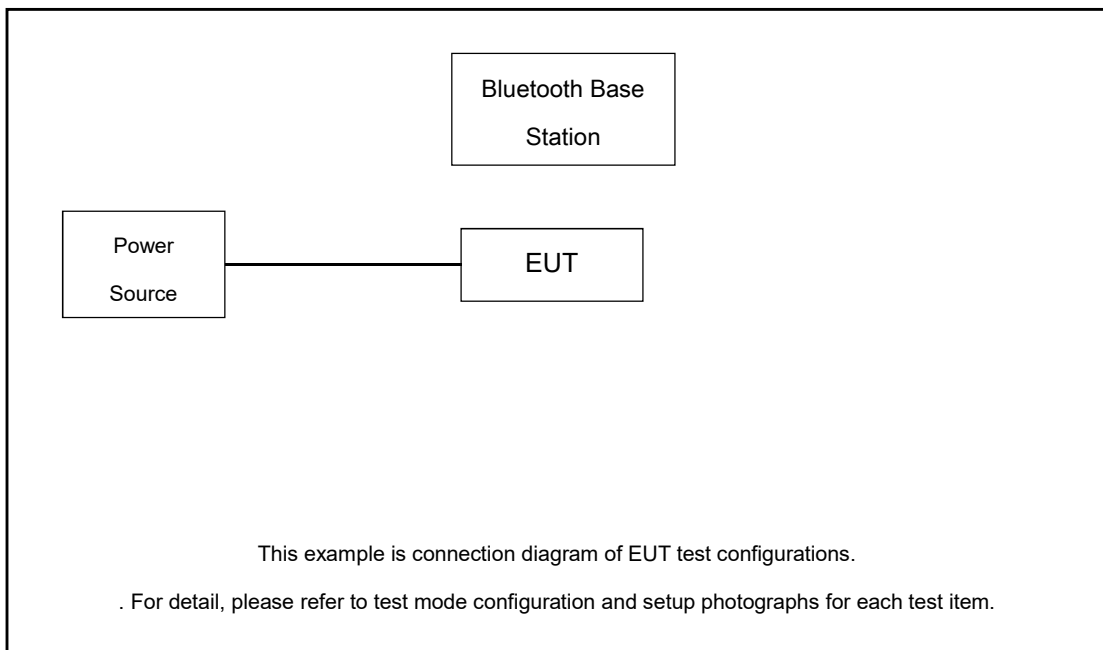 Bluetooth Base
Station
Power
Source
EUT
This example is connection diagram of EUT test configurations.
. For detail, please refer to test mode configuration and setup photographs for each test item.